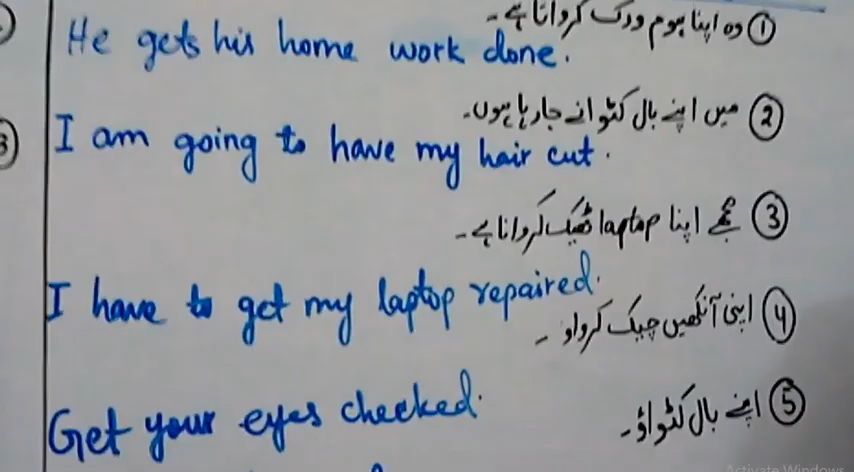 ① وہ اپنا ہوم ورک کرواتا ہے۔
He gets his home work done.
② میں اپنے بال کٹوانے جا رہا ہوں۔
I am going to have my hair cut.
③ مجھے اپنا laptop ٹھیک کروانا ہے۔
I have to get my laptop repaired.
④ اپنی آنکھیں چیک کرواو ۔
Get your eyes checked.
⑤ اپنے بال کٹواؤ۔